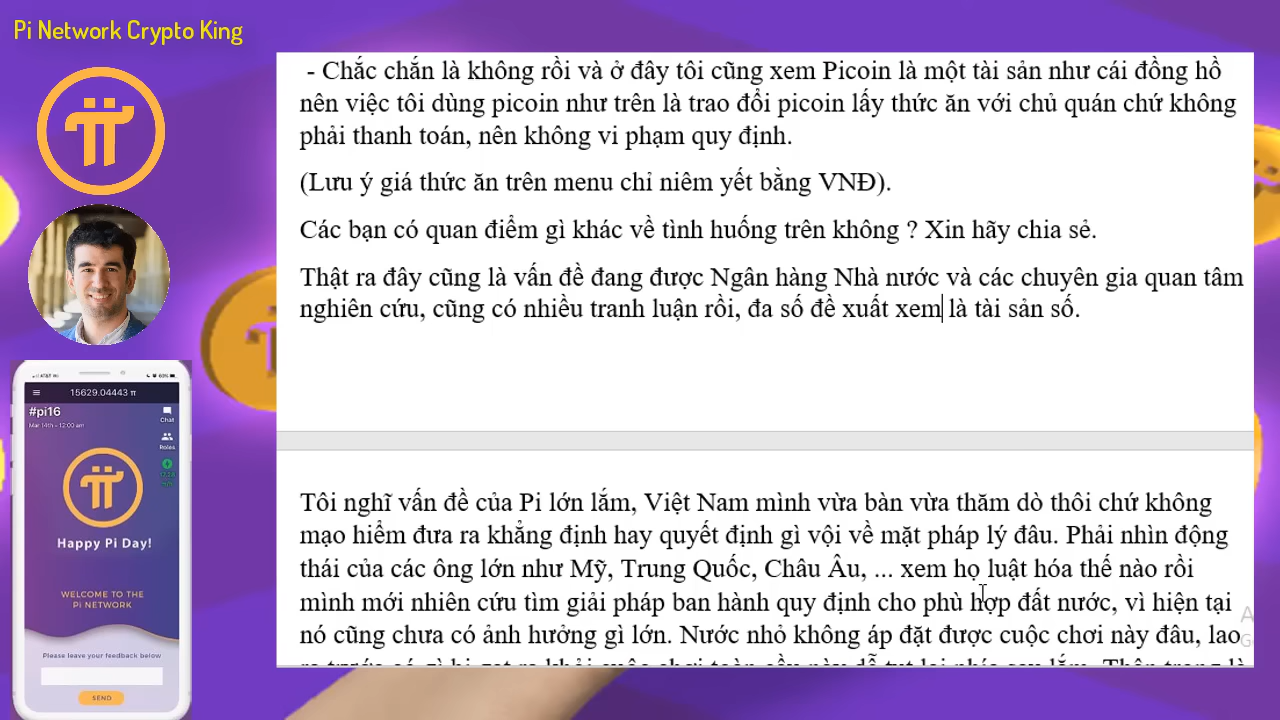 Pi Network Crypto King
- Chắc chắn là không rồi và ở đây tôi cũng xem Picoin là một tài sản như cái đồng hồ
nên việc tôi dùng picoin như trên là trao đổi picoin lấy thức ăn với chủ quán chứ không
phải thanh toán, nên không vi phạm quy định.
(Lưu ý giá thức ăn trên menu chỉ niêm yết bằng VNĐ).
Các bạn có quan điểm gì khác về tình huống trên không ? Xin hãy chia sẻ.
Thật ra đây cũng là vấn đề đang được Ngân hang Nhà nước và các chuyên gia quan tâm
nghiên cứu, cũng có nhiều tranh luận rồi, đa số đề xuất xem là tài sản số.
Tôi nghĩ vấn đề của Pi lớn lắm, Việt Nam mình vừa bàn vừa thăm dò thôi chứ không
mạo hiểm đưa ra khẳng định hay quyết định gì vội về mặt pháp lý đâu. Phải nhìn động
thái của các ông lớn như Mỹ, Trung Quốc, Châu Âu, ... xem họ luật hóa thế nào rồi
mình mới nhiên cứu tìm giải pháp ban hành quy định cho phù hợp đất nước, vì hiện tại
nó cũng chưa có ảnh hưởng gì lớn. Nước nhỏ không áp đặt được cuộc chơi này đâu, lao
15629.04443 π
#pi16
Mar 14th - 12:00 am
Chat
Roles
Happy Pi Day!
WELCOME TO THE
Pi NETWORK
Please leave your feedback below
SEND